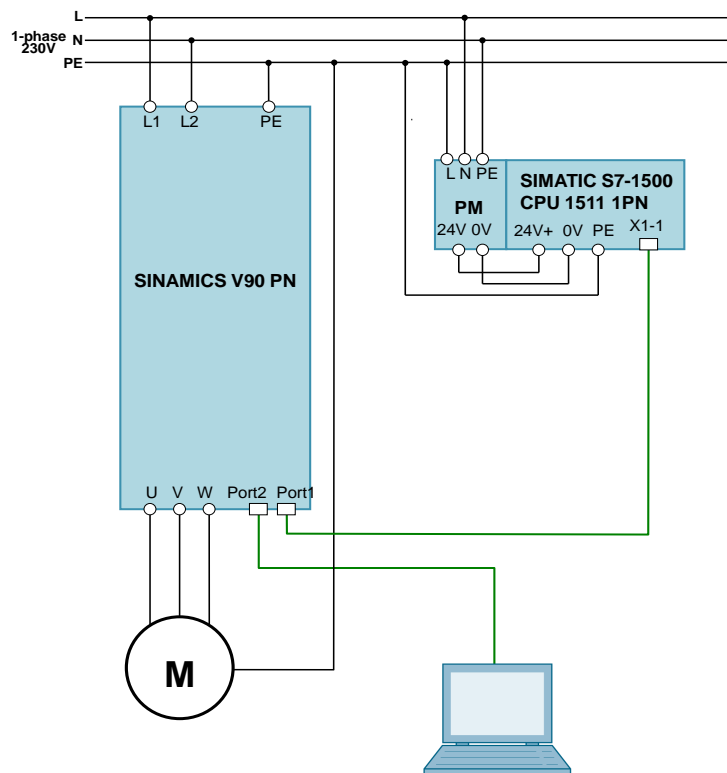 L
1-phase N
230V
PE
L1 L2 PE
L N PE
SIMATIC S7-1500
CPU 1511 1PN
PM
24V 0V 24V+ 0V PE X1-1
SINAMICS V90 PN
U V W Port2 Port1
M